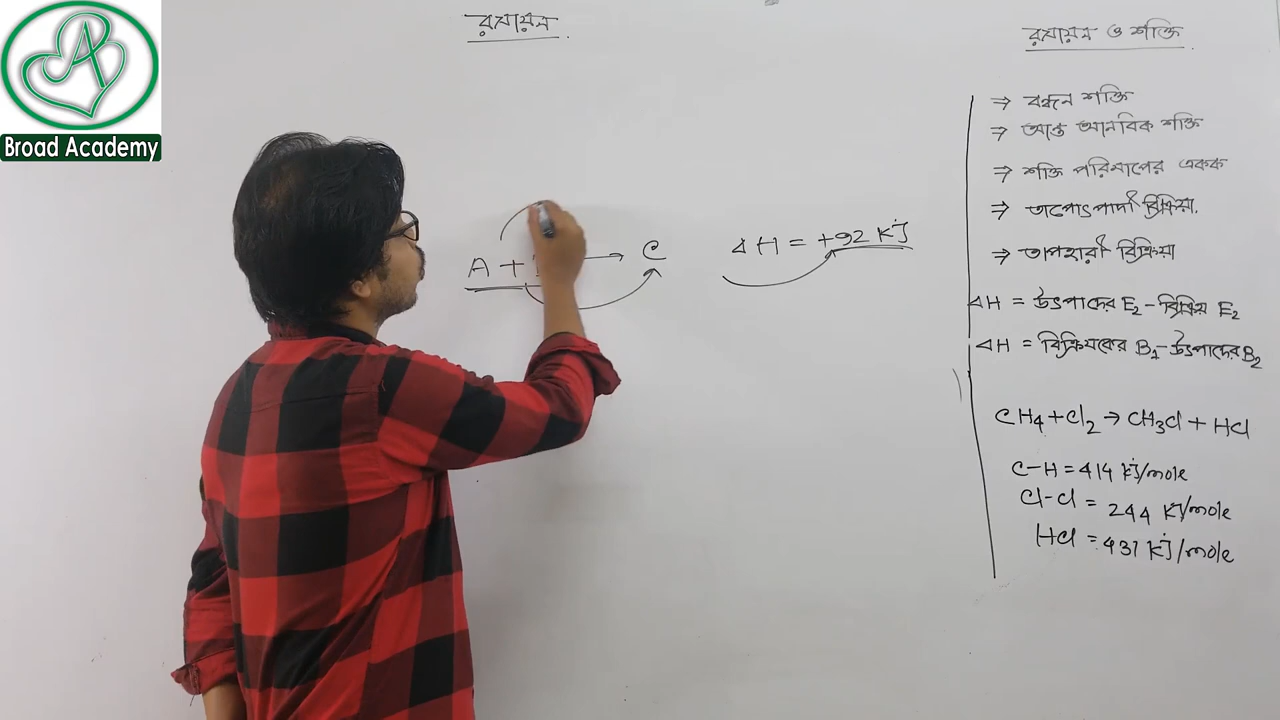 Broad Academy
রসায়ন
A + → C ΔH = +92 KJ
রসায়ন ও শক্তি
⇒ বন্ধন শক্তি
⇒ আন্ত আনবিক শক্তি
⇒ শক্তি পরিমাপের একক
⇒ তাপোৎপাদী বিক্রিয়া.
⇒ তাপহারী বিক্রিয়া
ΔH = উৎপাদের E₂ - বিক্রিয় E₂
ΔH = বিক্রিয়কের B₁ - উৎপাদের B₂
CH₄ + Cl₂ → CH₃Cl + HCl
C-H = 414 KJ/mole
Cl-Cl = 244 KJ/mole
HCl = 431 KJ/mole